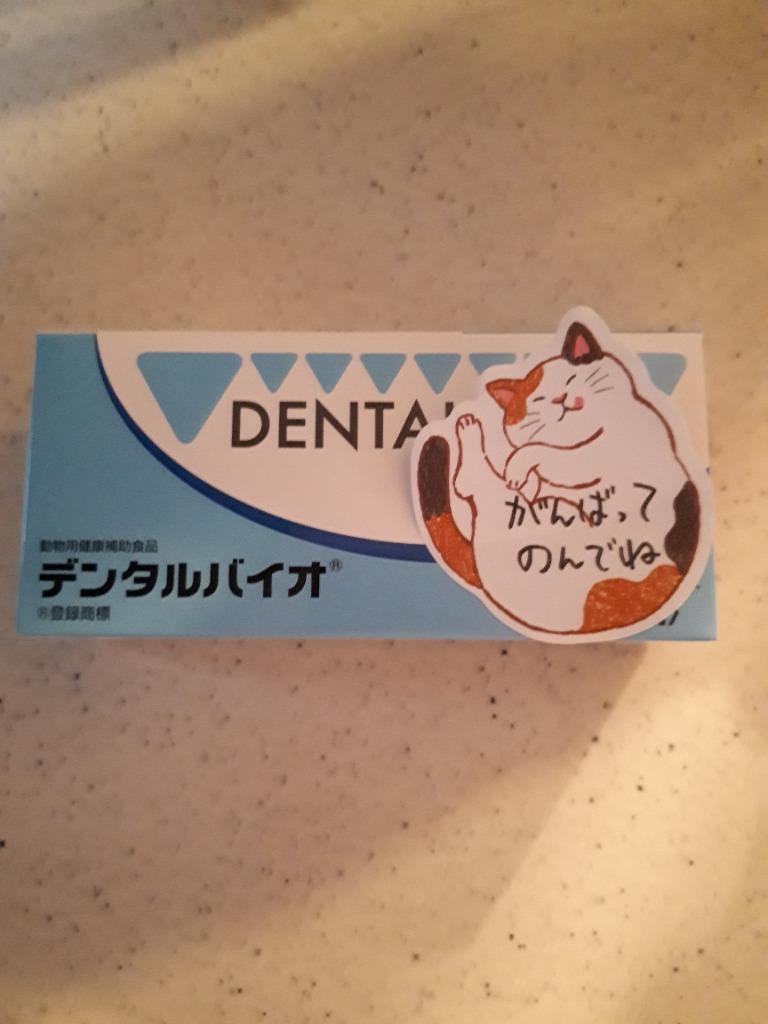 DENTA
がんばって
のんでね
動物用健康補助食品
デンタルバイオ®
®登録商標